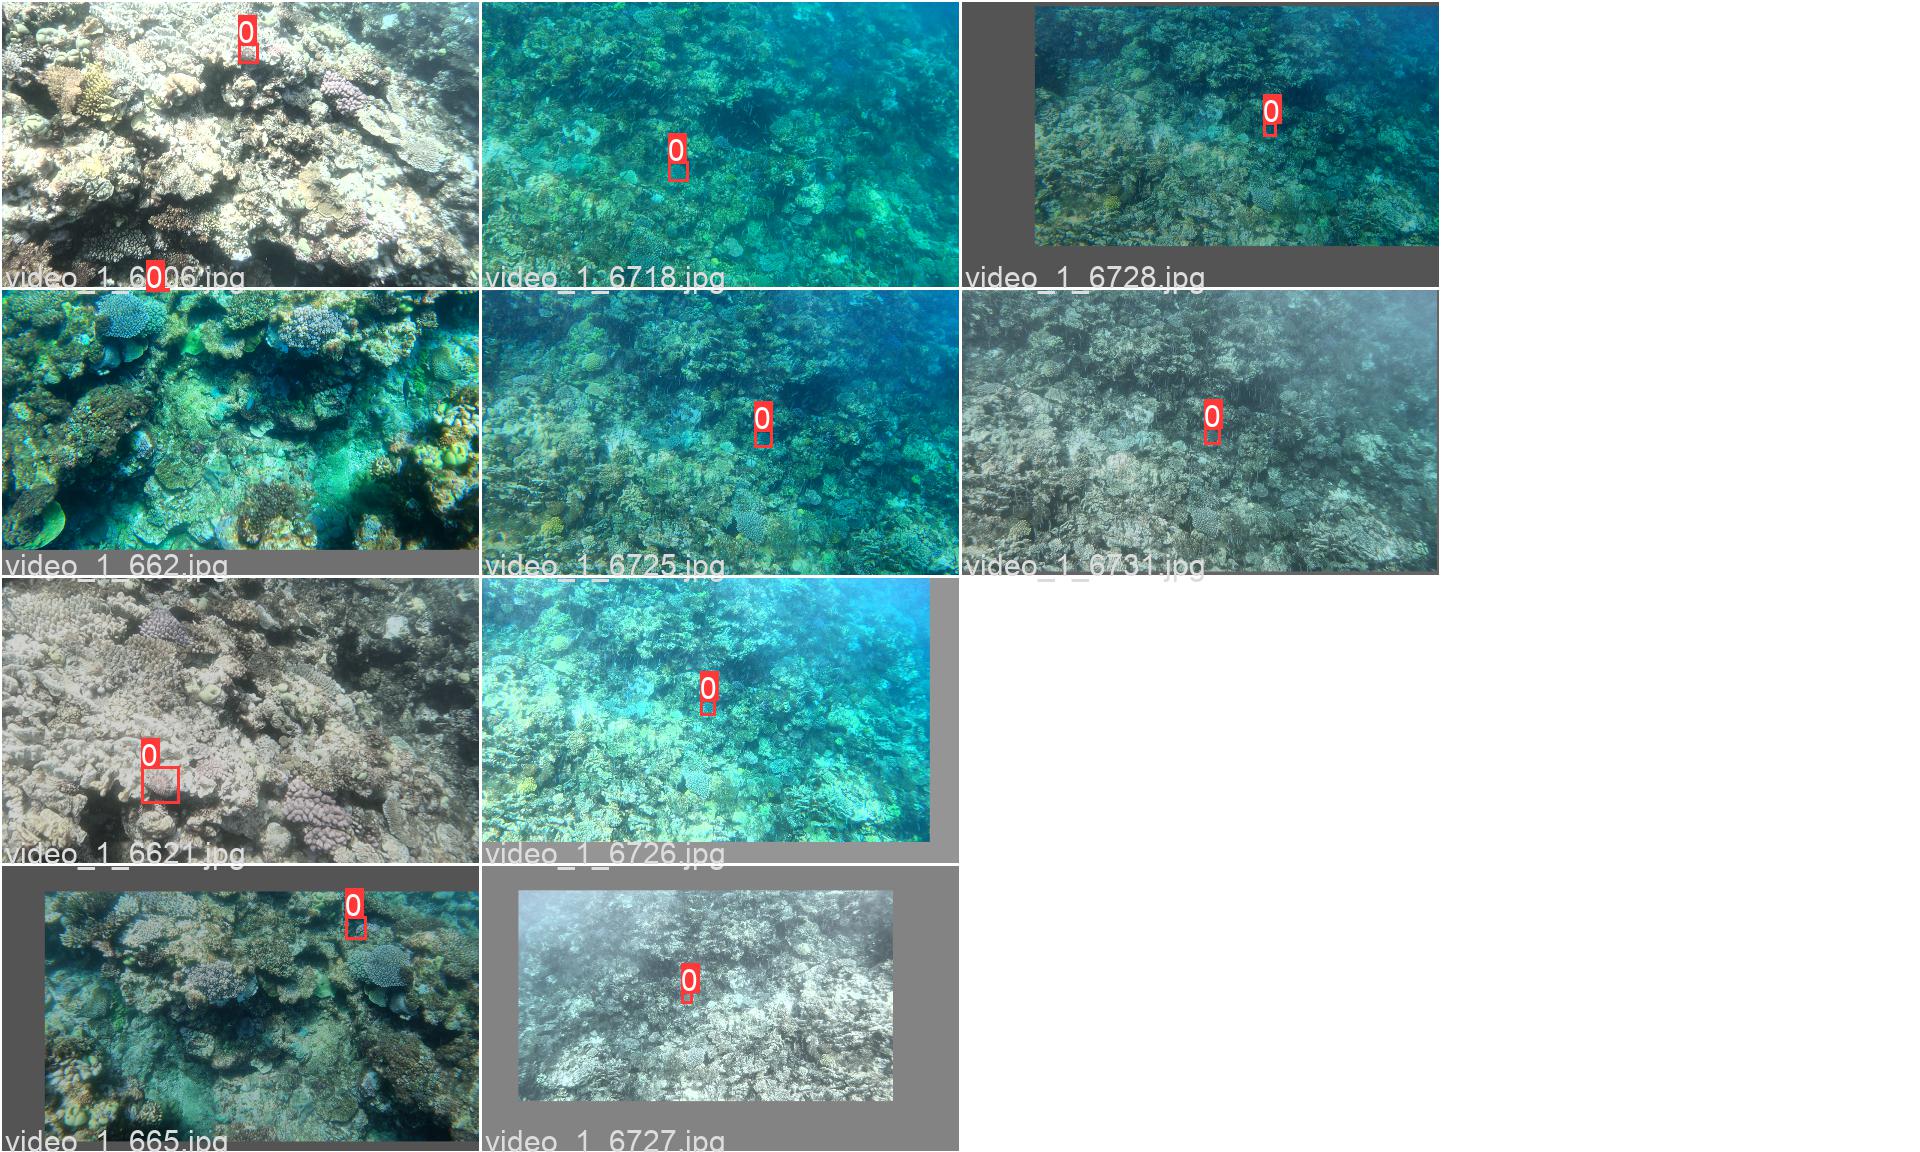 0
video_1_6006.jpg
0
0
video_1_6718.jpg
0
video_1_6728.jpg
video_1_662.jpg
0
video_1_6725.jpg
0
video_1_6731.jpg
0
video_1_6621.jpg
0
video_1_6726.jpg
0
video_1_665.jpg
0
video_1_6727.jpg